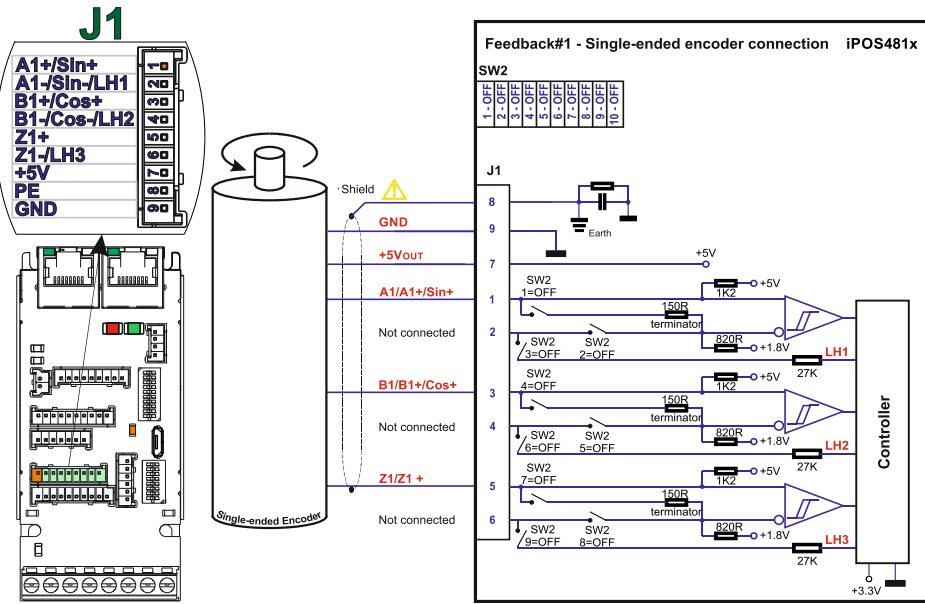 J1
A1+/Sin+
A1-/Sin-/LH1
B1+/Cos+
B1-/Cos-/LH2
Z1+
Z1-/LH3
+5V
PE
GND
1
2
3
4
5
6
7
8
9
Single-ended Encoder
Shield
GND
+5VOUT
A1/A1+/Sin+
Not connected
B1/B1+/Cos+
Not connected
Z1/Z1 +
Not connected
Feedback#1 - Single-ended encoder connection iPOS481x
SW2
1 - OFF
2 - OFF
3 - OFF
4 - OFF
5 - OFF
6 - OFF
7 - OFF
8 - OFF
9 - OFF
10 - OFF
J1
8
9
7
1
2
3
4
5
6
Earth
+5V
SW2
1=OFF
150R
terminator
1K2
+5V
820R
+1.8V
SW2
3=OFF
SW2
2=OFF
LH1
27K
SW2
4=OFF
150R
terminator
1K2
+5V
820R
+1.8V
SW2
6=OFF
SW2
5=OFF
LH2
27K
SW2
7=OFF
150R
terminator
1K2
+5V
820R
+1.8V
SW2
9=OFF
SW2
8=OFF
LH3
27K
Controller
+3.3V